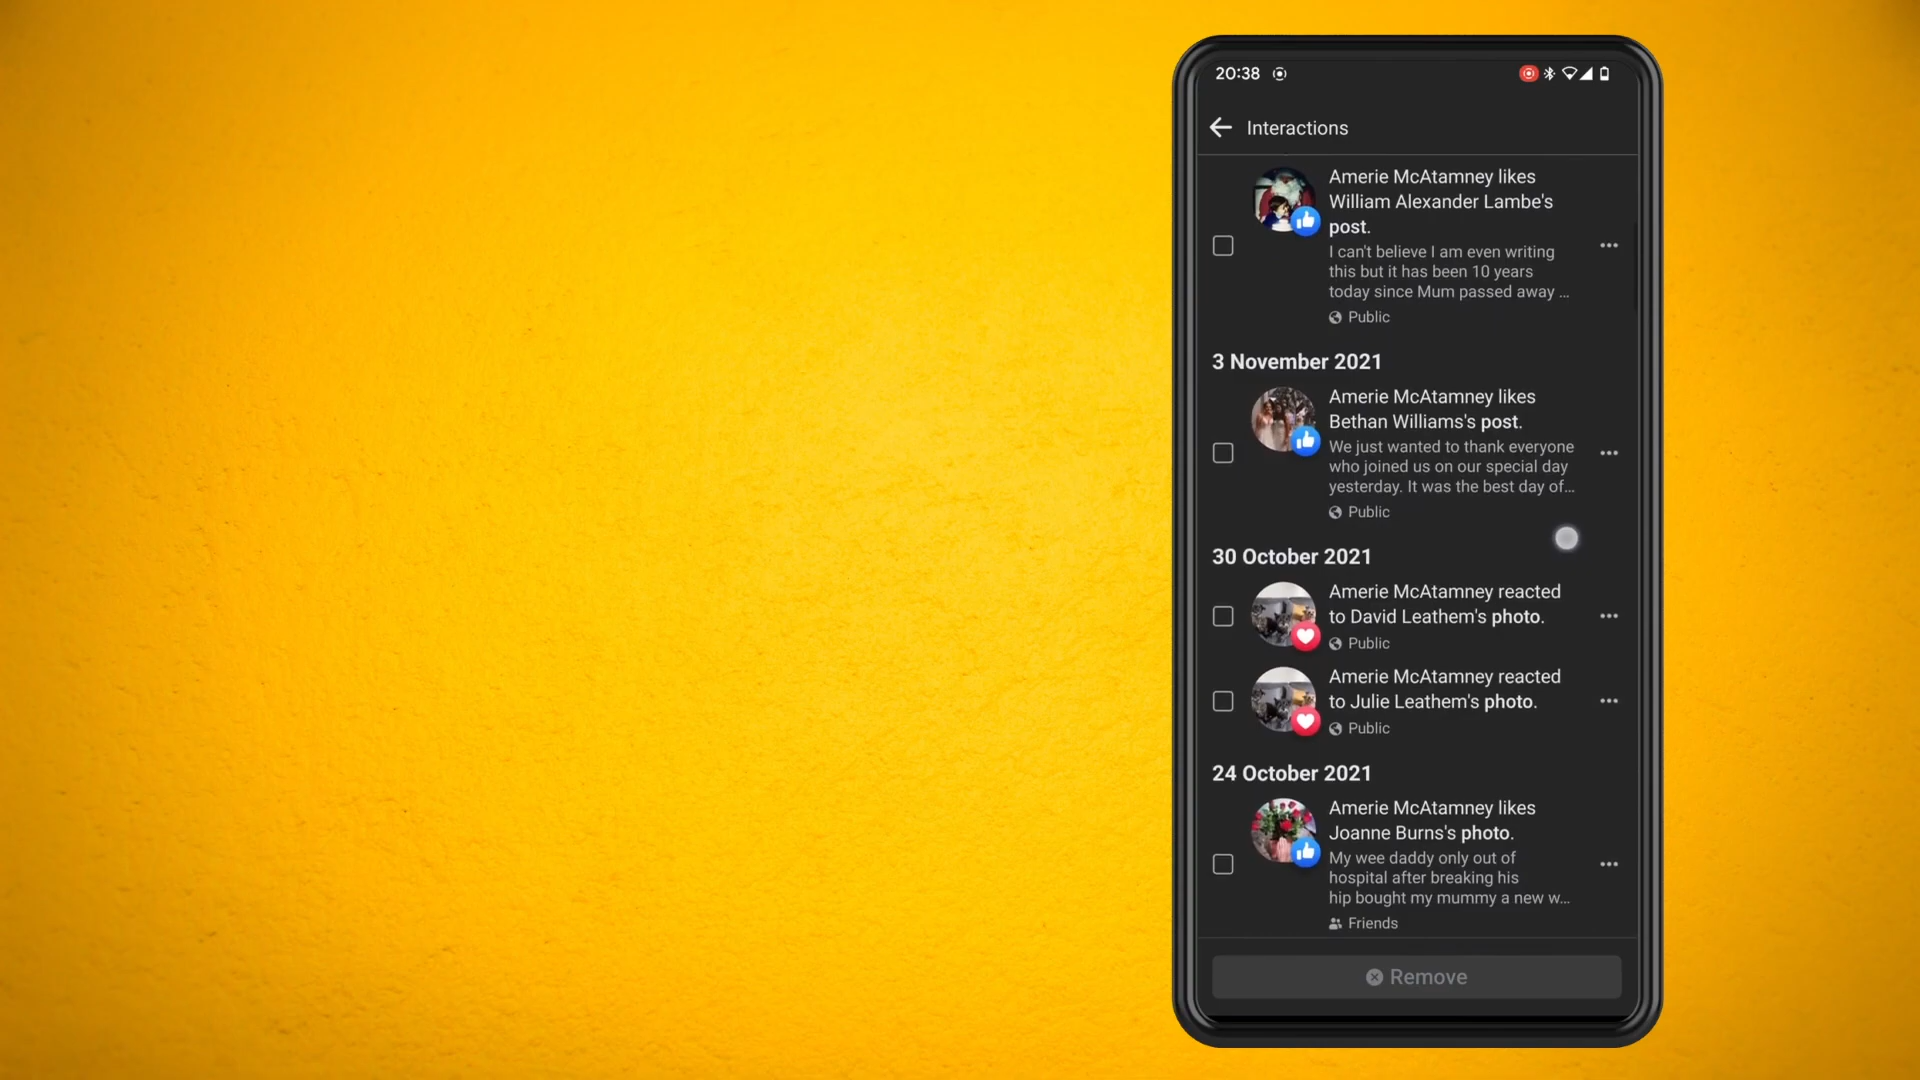 20:38
Interactions
Amerie McAtamney likes
William Alexander Lambe's
post.
I can't believe I am even writing
this but it has been 10 years
today since Mum passed away ...
Public
3 November 2021
Amerie McAtamney likes
Bethan Williams's post.
We just wanted to thank everyone
who joined us on our special day
yesterday. It was the best day of...
Public
30 October 2021
Amerie McAtamney reacted
to David Leathem's photo.
Public
Amerie McAtamney reacted
to Julie Leathem's photo.
Public
24 October 2021
Amerie McAtamney likes
Joanne Burns's photo.
My wee daddy only out of
hospital after breaking his
hip bought my mummy a new w...
Friends
Remove